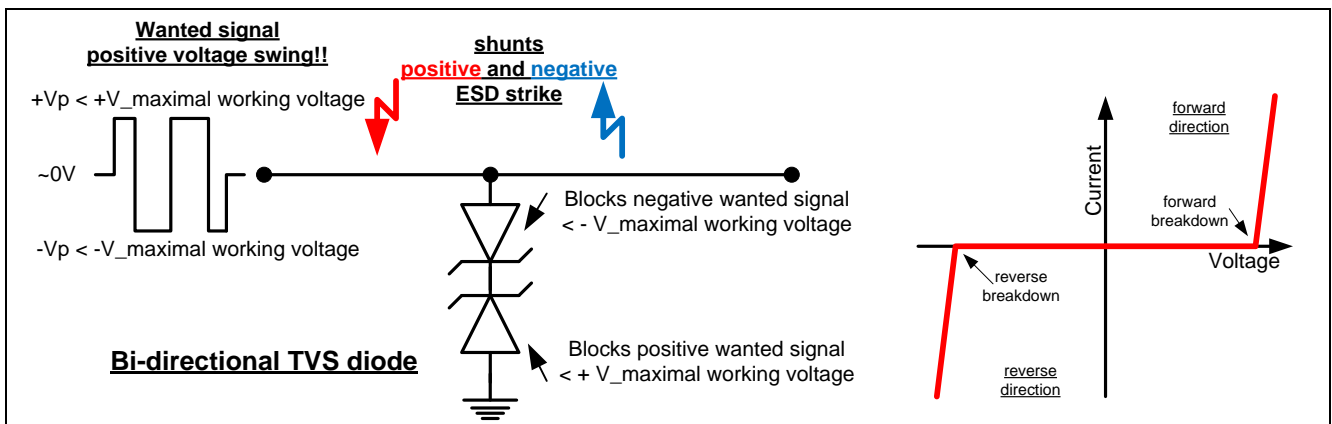 Wanted signal
positive voltage swing!!
+Vp < +V_maximal working voltage
~0V
-Vp < -V_maximal working voltage
shunts
positive and negative
ESD strike
Blocks negative wanted signal
< - V_maximal working voltage
Blocks positive wanted signal
< + V_maximal working voltage
Bi-directional TVS diode
forward
direction
Current
forward
breakdown
Voltage
reverse
breakdown
reverse
direction